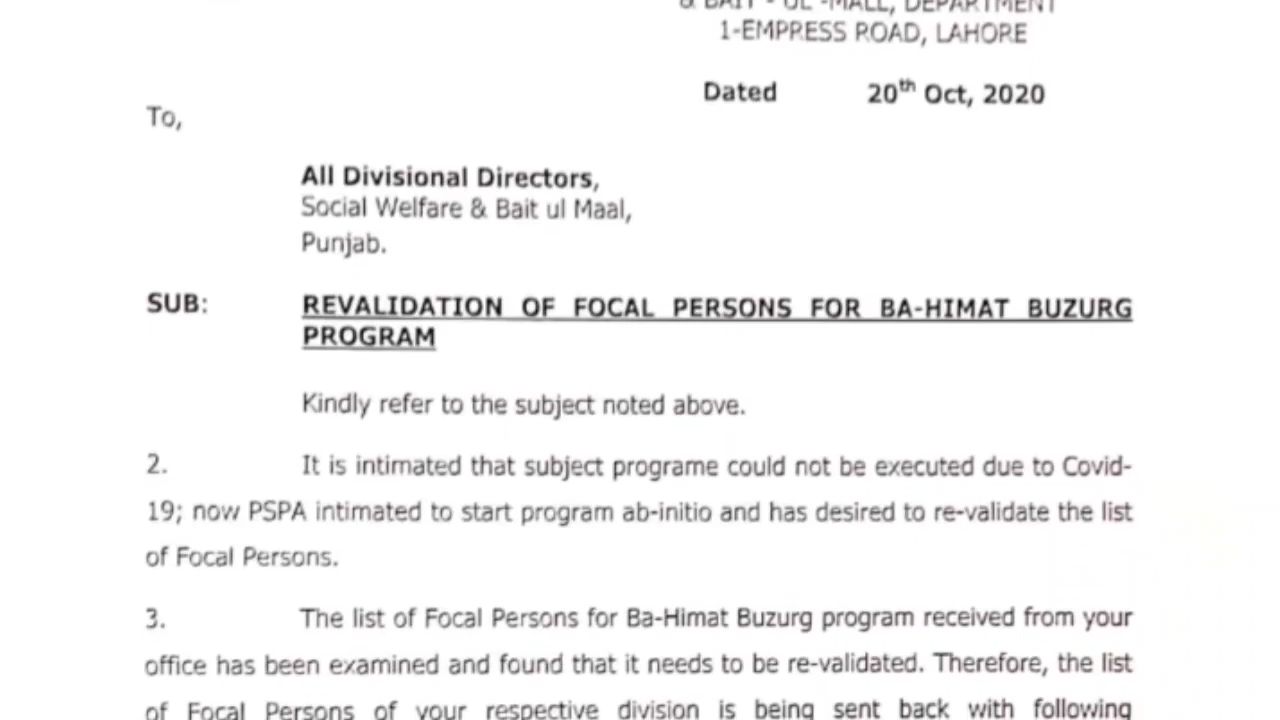 & BAIT - UL -MALL, DEPARTMENT
1-EMPRESS ROAD, LAHORE
Dated 20th Oct, 2020
To,
All Divisional Directors,
Social Welfare & Bait ul Maal,
Punjab.
SUB: REVALIDATION OF FOCAL PERSONS FOR BA-HIMAT BUZURG
PROGRAM
Kindly refer to the subject noted above.
2. It is intimated that subject programe could not be executed due to Covid-
19; now PSPA intimated to start program ab-initio and has desired to re-validate the list
of Focal Persons.
3. The list of Focal Persons for Ba-Himat Buzurg program received from your
office has been examined and found that it needs to be re-validated. Therefore, the list
of Focal Persons of your respective division is being sent back with following